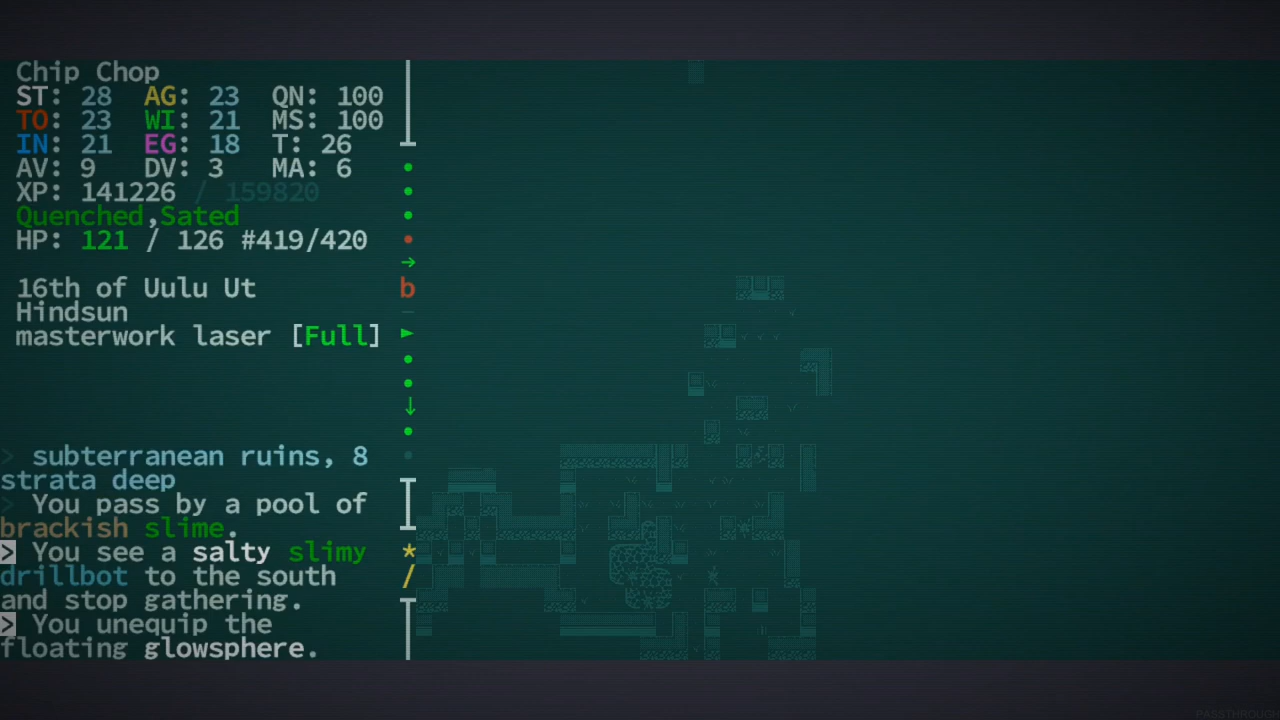 Chip Chop
ST: 28 AG: 23 QN: 100
TO: 23 WI: 21 MS: 100
IN: 21 EG: 18 T: 26
AV: 9 DV: 3 MA: 6
XP: 141226 / 159820
Quenched,Sated
HP: 121 / 126 #419/420
16th of Uulu Ut
Hindsun
masterwork laser [Full]
b
> subterranean ruins, 8
strata deep
> You pass by a pool of
brackish slime.
> You see a salty slimy
drillbot to the south
and stop gathering.
> You unequip the
floating glowsphere.
*
/
PASSTHROUGH